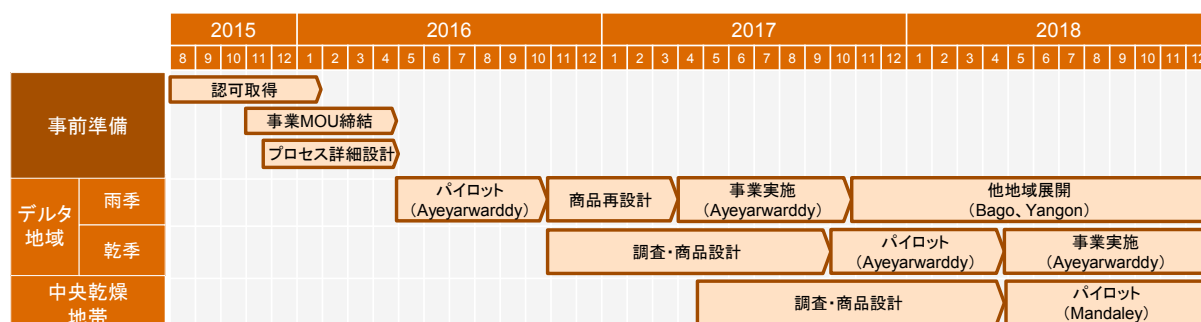 2015 2016 2017 2018
8 9 10 11 12 1 2 3 4 5 6 7 8 9 10 11 12 1 2 3 4 5 6 7 8 9 10 11 12 1 2 3 4 5 6 7 8 9 10 11 12
事前準備
認可取得
事業MOU締結
プロセス詳細設計
デルタ
地域
雨季
パイロット
（Ayeyarwarddy）
商品再設計
事業実施
（Ayeyarwarddy）
他地域展開
（Bago、Yangon）
乾季
調査・商品設計
パイロット
（Ayeyarwarddy）
事業実施
（Ayeyarwarddy）
中央乾燥
地帯
調査・商品設計
パイロット
（Mandaley）